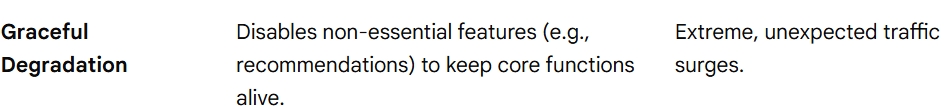 Graceful
Degradation
Disables non-essential features (e.g.,
recommendations) to keep core functions
alive.
Extreme, unexpected traffic
surges.